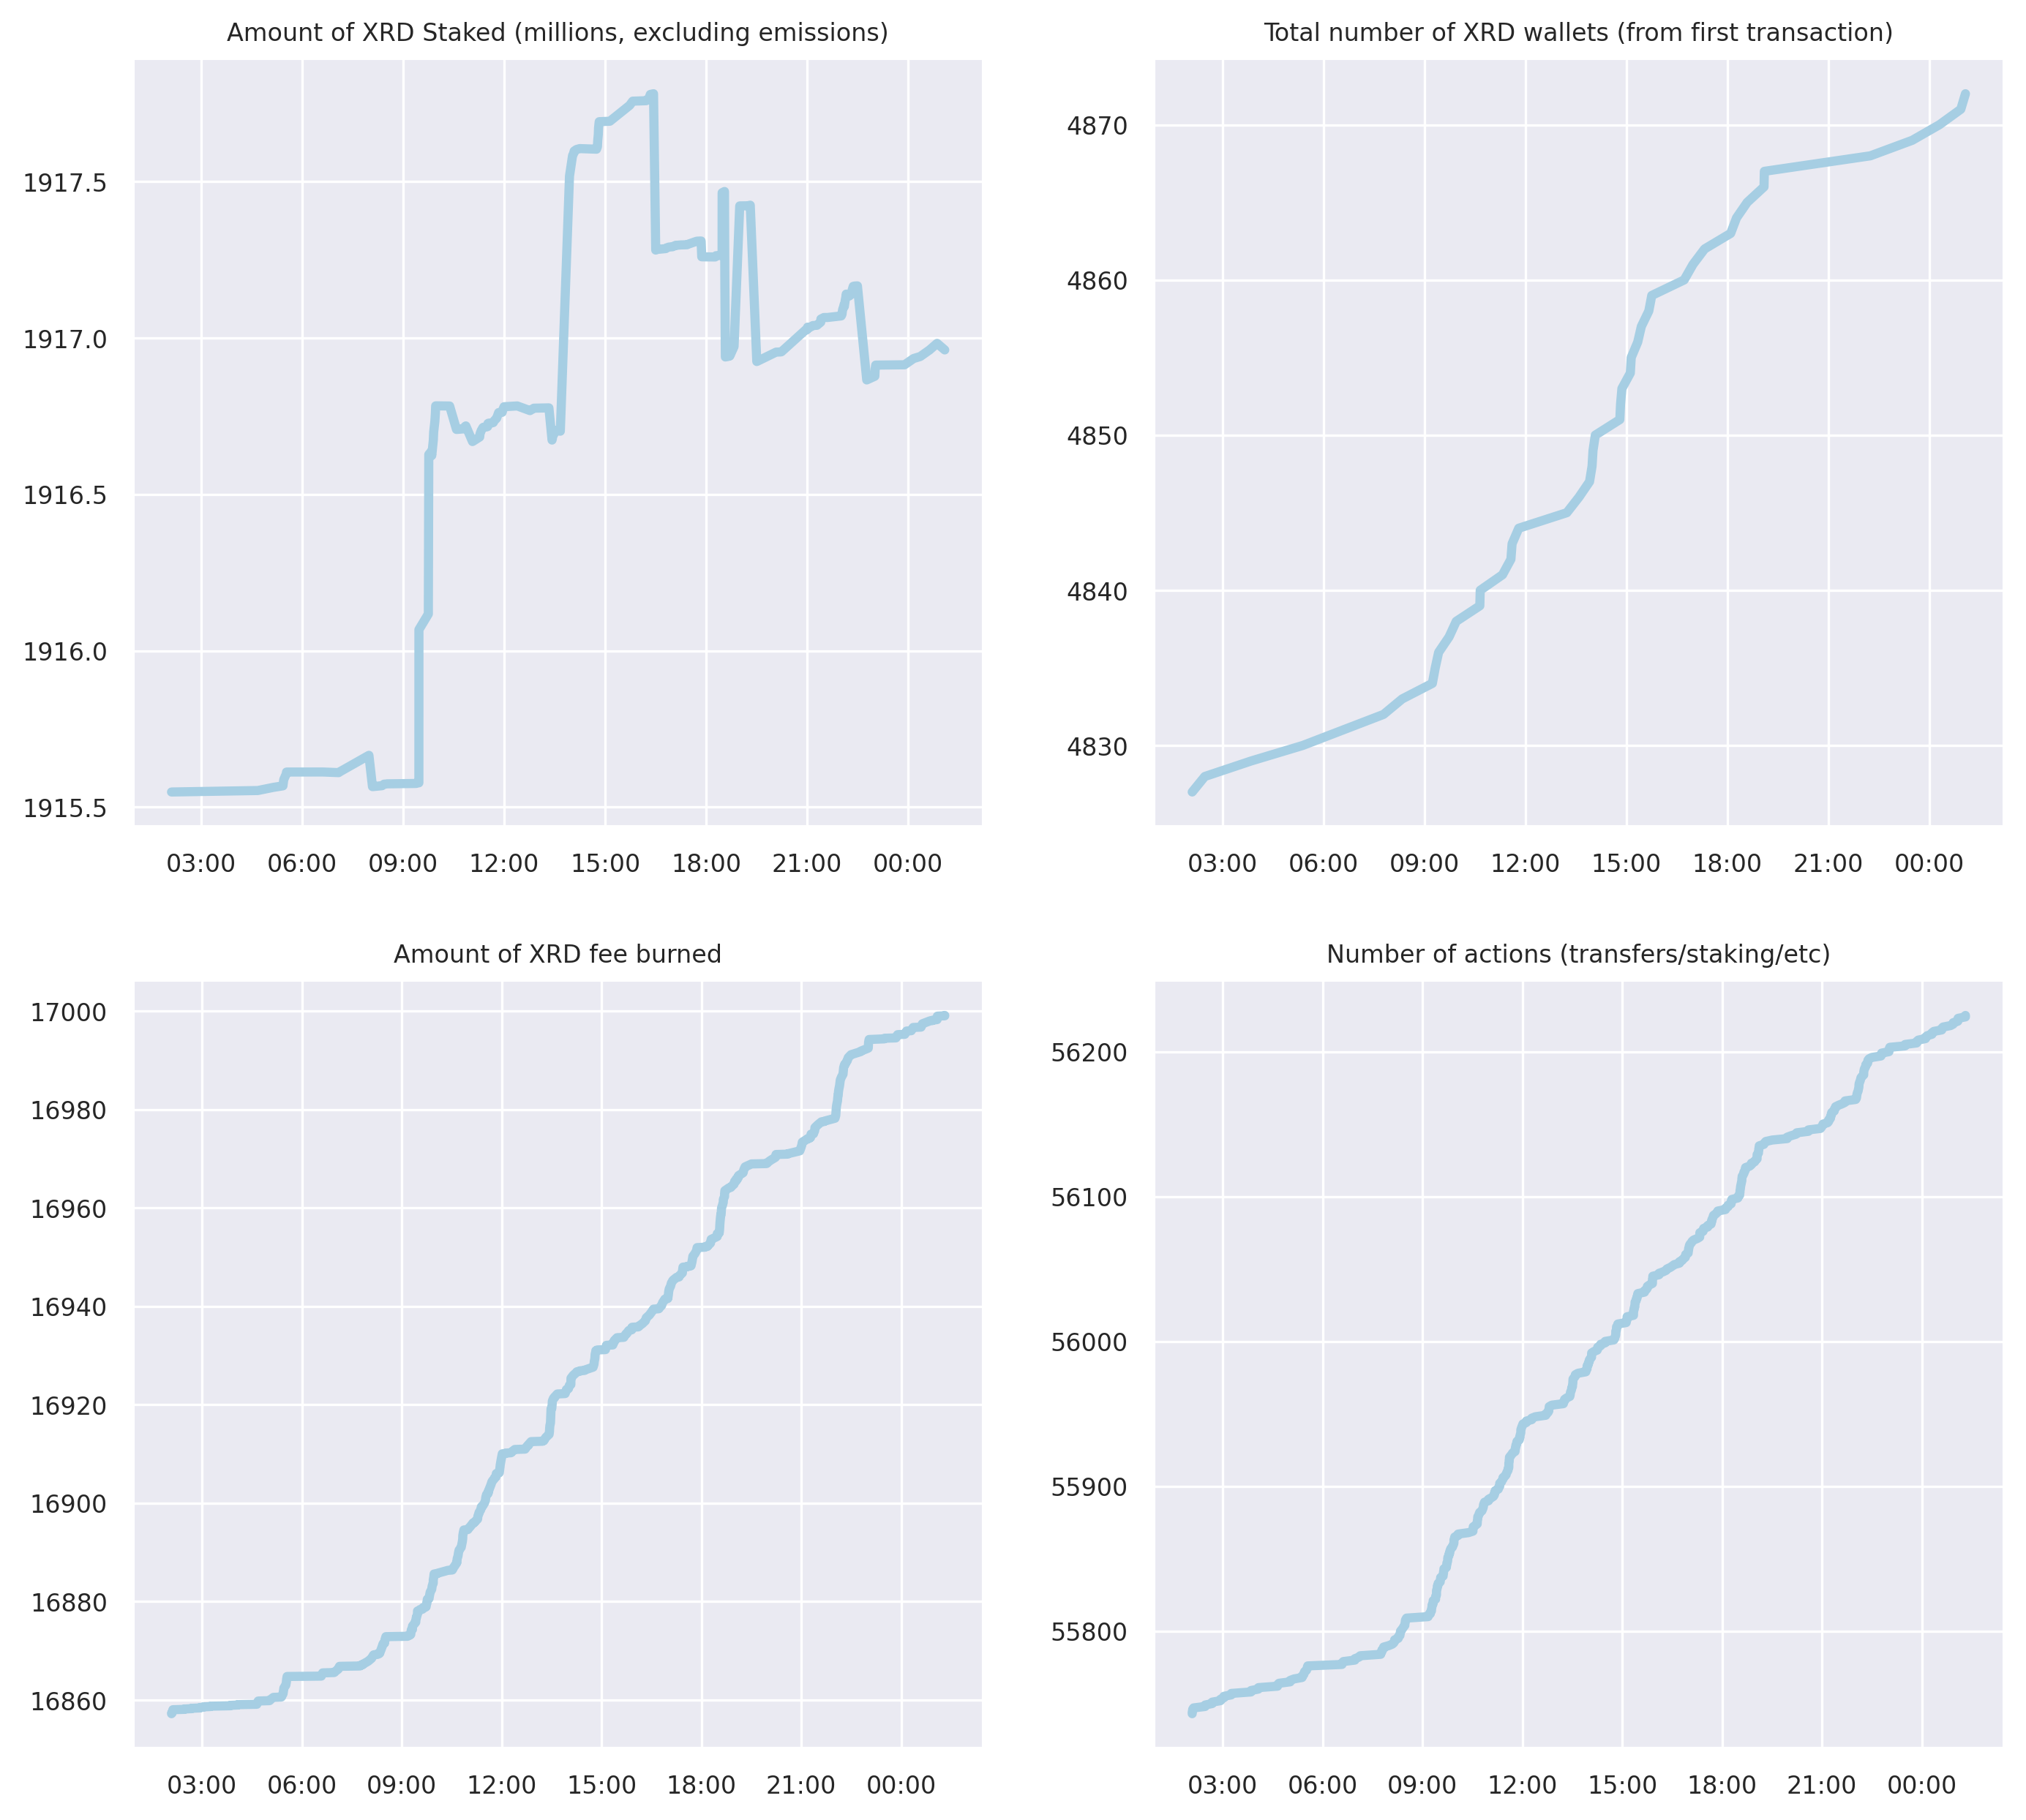 Amount of XRD Staked (millions, excluding emissions)
1917.5
1917.0
1916.5
1916.0
1915.5
03:00 06:00 09:00 12:00 15:00 18:00 21:00 00:00
Total number of XRD wallets (from first transaction)
4870
4860
4850
4840
4830
03:00 06:00 09:00 12:00 15:00 18:00 21:00 00:00
Amount of XRD fee burned
17000
16980
16960
16940
16920
16900
16880
16860
03:00 06:00 09:00 12:00 15:00 18:00 21:00 00:00
Number of actions (transfers/staking/etc)
56200
56100
56000
55900
55800
03:00 06:00 09:00 12:00 15:00 18:00 21:00 00:00